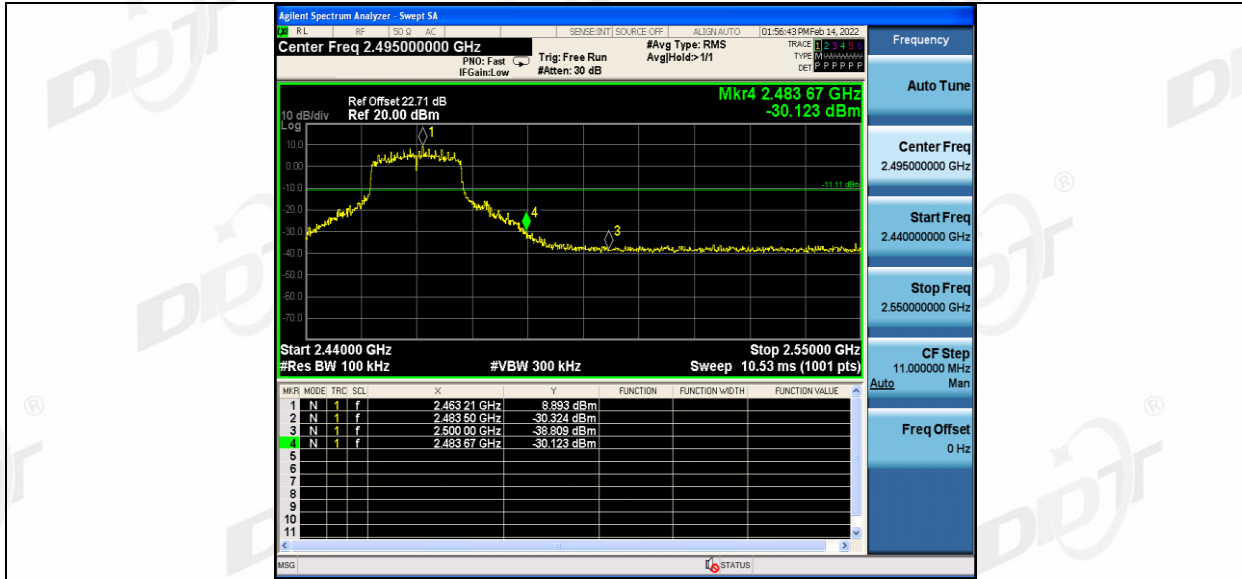 Agilent Spectrum Analyzer - Swept SA
RL RF 50 Ω AC SENSE:INT SOURCE OFF ALIGN AUTO 01:56:43 PM Feb 14, 2022
Center Freq 2.495000000 GHz
PNO: Fast
IFGain:Low
Trig: Free Run
#Atten: 30 dB
#Avg Type: RMS
Avg|Hold:>1/1
TRACE 1 2 3 4 5 6
TYPE M WWWWW
DET P P P P P P
Frequency
Mkr4 2.483 67 GHz
-30.123 dBm
Ref Offset 22.71 dB
10 dB/div Ref 20.00 dBm
Log
10.0
0.00
-10.0
-20.0
-30.0
-40.0
-50.0
-60.0
-70.0
1
4
3
-11.11 dBm
Start 2.44000 GHz Stop 2.55000 GHz
#Res BW 100 kHz #VBW 300 kHz Sweep 10.53 ms (1001 pts)
MKR MODE TRC SCL X Y FUNCTION FUNCTION WIDTH FUNCTION VALUE
1 N 1 f 2.463 21 GHz 8.893 dBm
2 N 1 f 2.483 50 GHz -30.324 dBm
3 N 1 f 2.500 00 GHz -38.809 dBm
4 N 1 f 2.483 67 GHz -30.123 dBm
5
6
7
8
9
10
11
MSG STATUS
Auto Tune
Center Freq
2.495000000 GHz
Start Freq
2.440000000 GHz
Stop Freq
2.550000000 GHz
CF Step
11.000000 MHz
Auto Man
Freq Offset
0 Hz
DDT
®